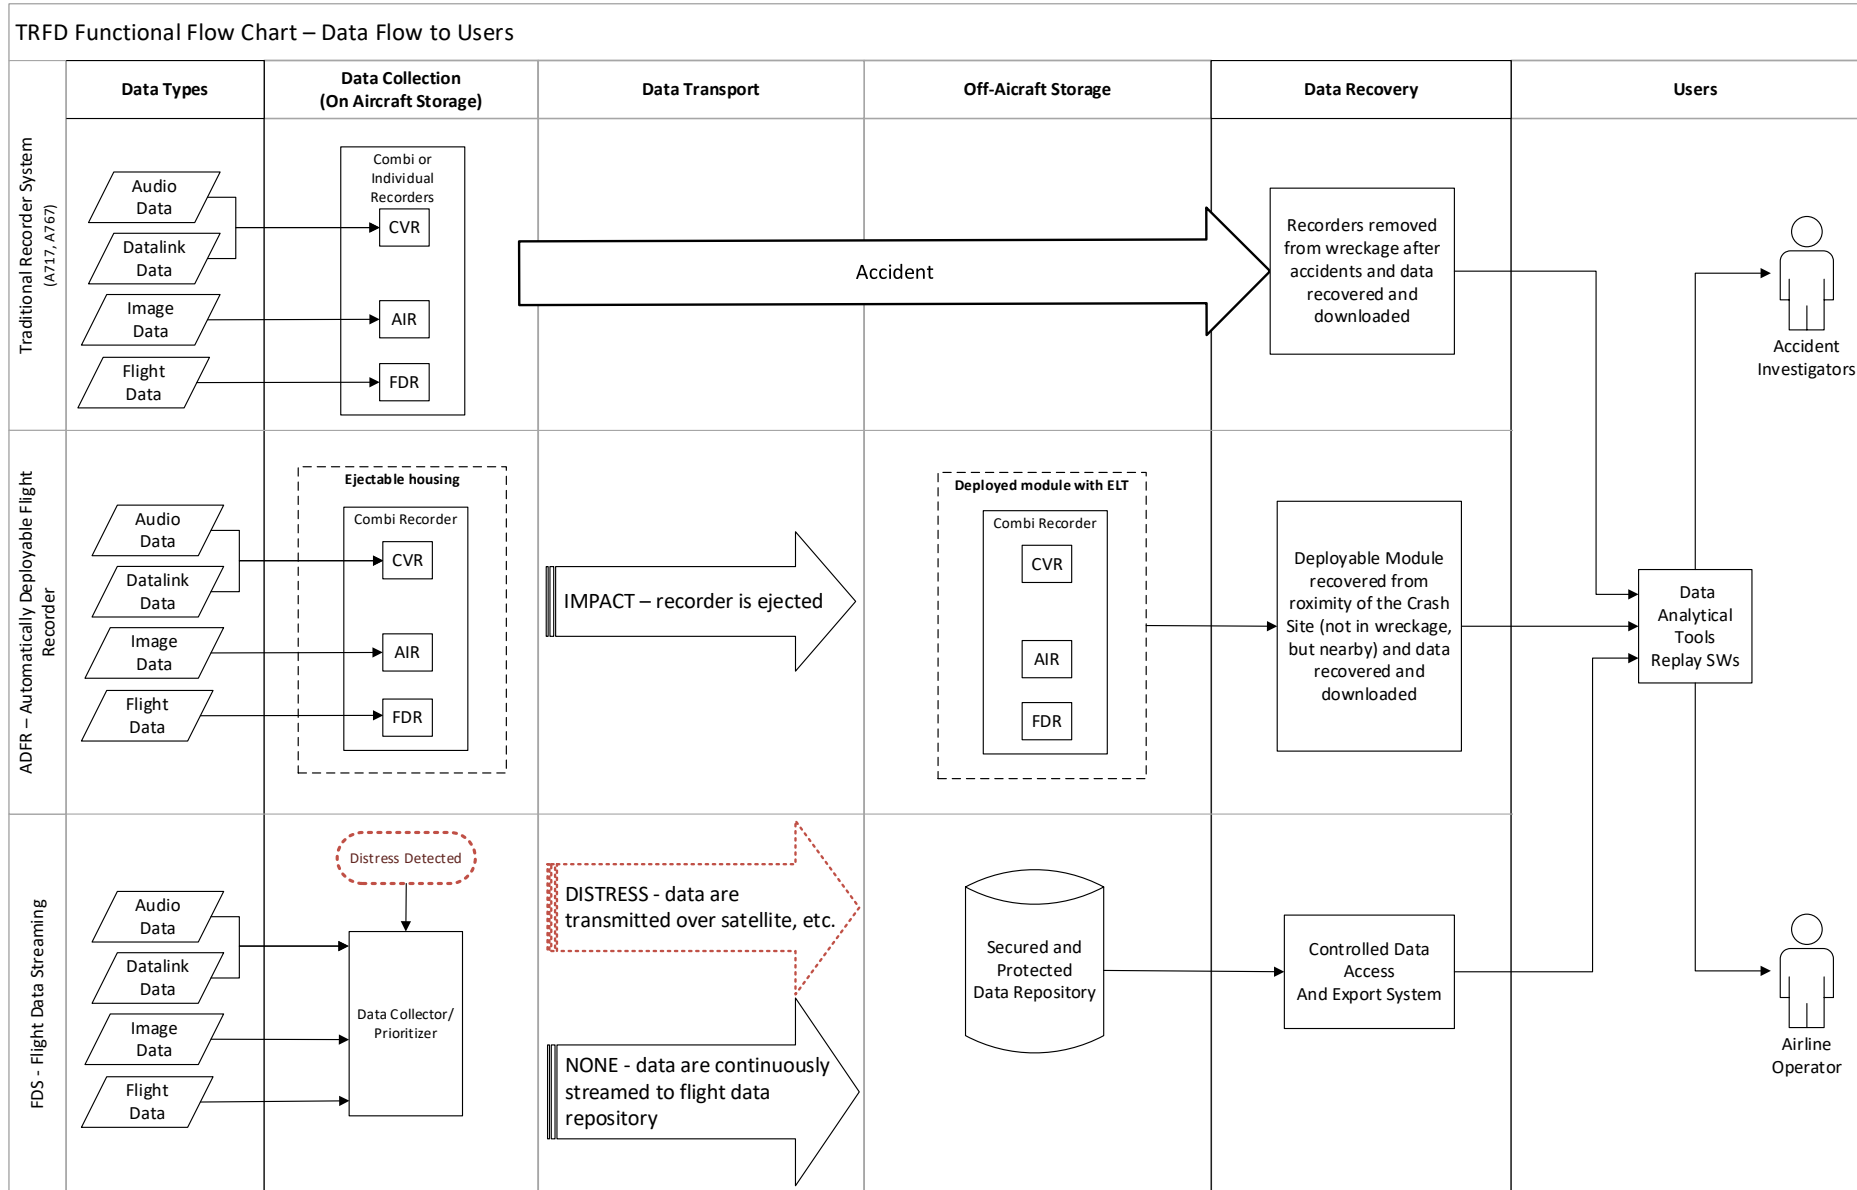 TRFD Functional Flow Chart – Data Flow to Users
Data Types
Data Collection
(On Aircraft Storage)
Data Transport
Off-Aicraft Storage
Data Recovery
Users
Traditional Recorder System
(A717, A767)
Audio
Data
Datalink
Data
Image
Data
Flight
Data
Combi or
Individual
Recorders
CVR
AIR
FDR
Accident
Recorders removed
from wreckage after
accidents and data
recovered and
downloaded
Accident
Investigators
ADFR – Automatically Deployable Flight
Recorder
Audio
Data
Datalink
Data
Image
Data
Flight
Data
Ejectable housing
Combi Recorder
CVR
AIR
FDR
IMPACT – recorder is ejected
Deployed module with ELT
Combi Recorder
CVR
AIR
FDR
Deployable Module
recovered from
roximity of the Crash
Site (not in wreckage,
but nearby) and data
recovered and
downloaded
Data
Analytical
Tools
Replay SWs
FDS - Flight Data Streaming
Audio
Data
Datalink
Data
Image
Data
Flight
Data
Distress Detected
Data Collector/
Prioritizer
DISTRESS - data are
transmitted over satellite, etc.
NONE - data are continuously
streamed to flight data
repository
Secured and
Protected
Data Repository
Controlled Data
Access
And Export System
Airline
Operator